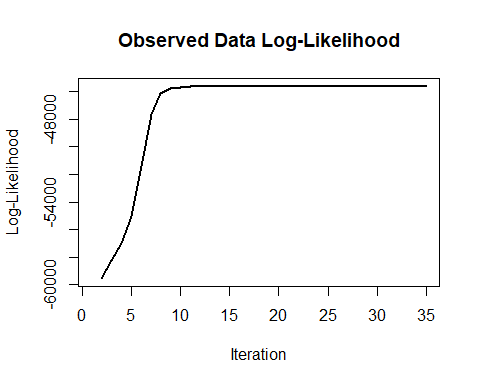 Observed Data Log-Likelihood
Log-Likelihood
-48000
-54000
-60000
0 5 10 15 20 25 30 35
Iteration